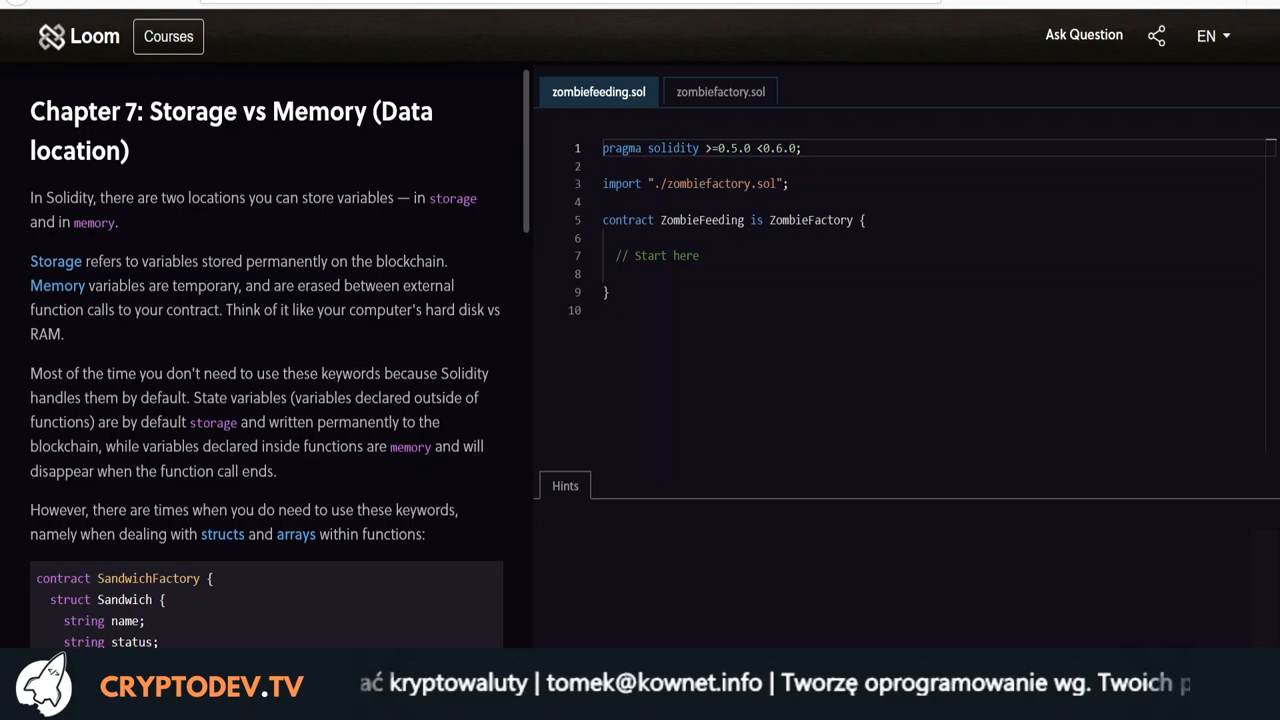 Loom
Courses
Ask Question
EN
Chapter 7: Storage vs Memory (Data
location)
In Solidity, there are two locations you can store variables — in storage
and in memory.
Storage refers to variables stored permanently on the blockchain.
Memory variables are temporary, and are erased between external
function calls to your contract. Think of it like your computer's hard disk vs
RAM.
Most of the time you don't need to use these keywords because Solidity
handles them by default. State variables (variables declared outside of
functions) are by default storage and written permanently to the
blockchain, while variables declared inside functions are memory and will
disappear when the function call ends.
However, there are times when you do need to use these keywords,
namely when dealing with structs and arrays within functions:
contract SandwichFactory {
struct Sandwich {
string name;
string status;
zombiefeeding.sol
zombiefactory.sol
1 pragma solidity >=0.5.0 <0.6.0;
2
3 import "./zombiefactory.sol";
4
5 contract ZombieFeeding is ZombieFactory {
6
7 // Start here
8
9 }
10
Hints
CRYPTODEV.TV
ać kryptowaluty | tomek@kownet.info | Tworzę oprogramowanie wg. Twoich p